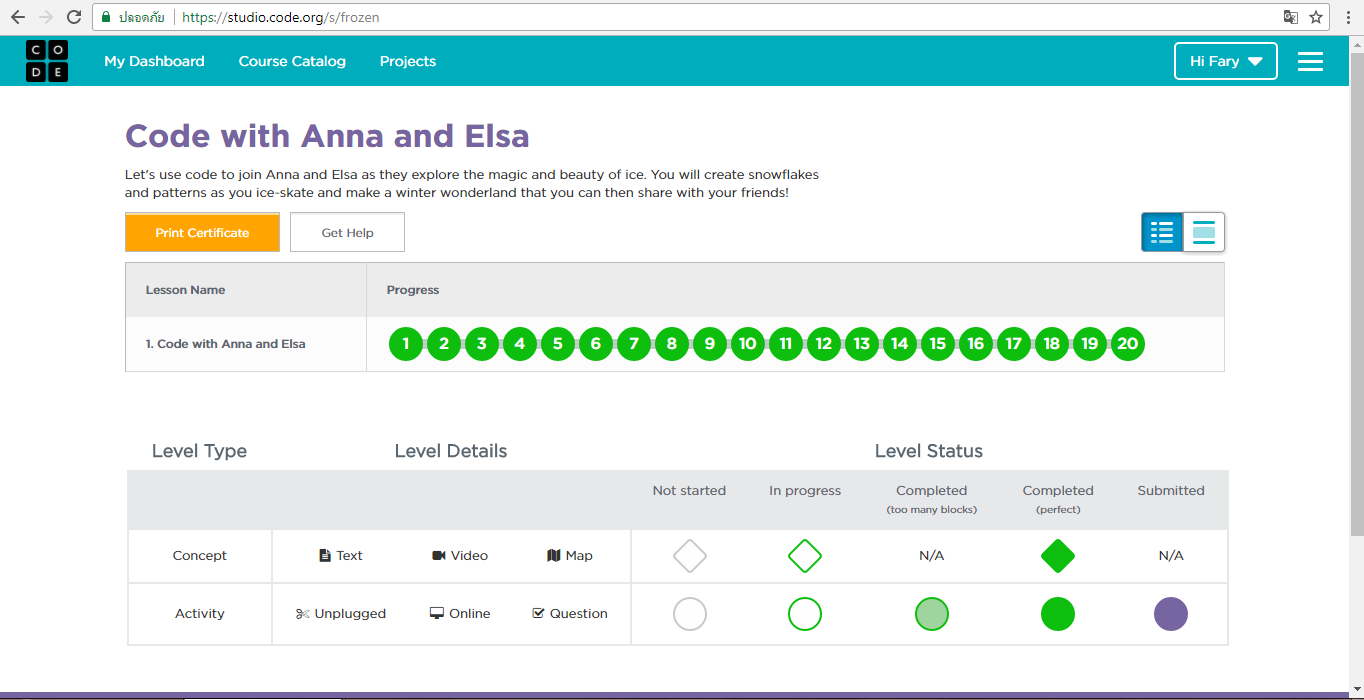 ปลอดภัย https://studio.code.org/s/frozen
C O
D E
My Dashboard Course Catalog Projects Hi Fary
Code with Anna and Elsa
Let's use code to join Anna and Elsa as they explore the magic and beauty of ice. You will create snowflakes
and patterns as you ice-skate and make a winter wonderland that you can then share with your friends!
Print Certificate Get Help
Lesson Name Progress
1. Code with Anna and Elsa 1 2 3 4 5 6 7 8 9 10 11 12 13 14 15 16 17 18 19 20
Level Type Level Details Level Status
Not started In progress Completed Completed Submitted
(too many blocks) (perfect)
Concept Text Video Map N/A N/A
Activity Unplugged Online Question